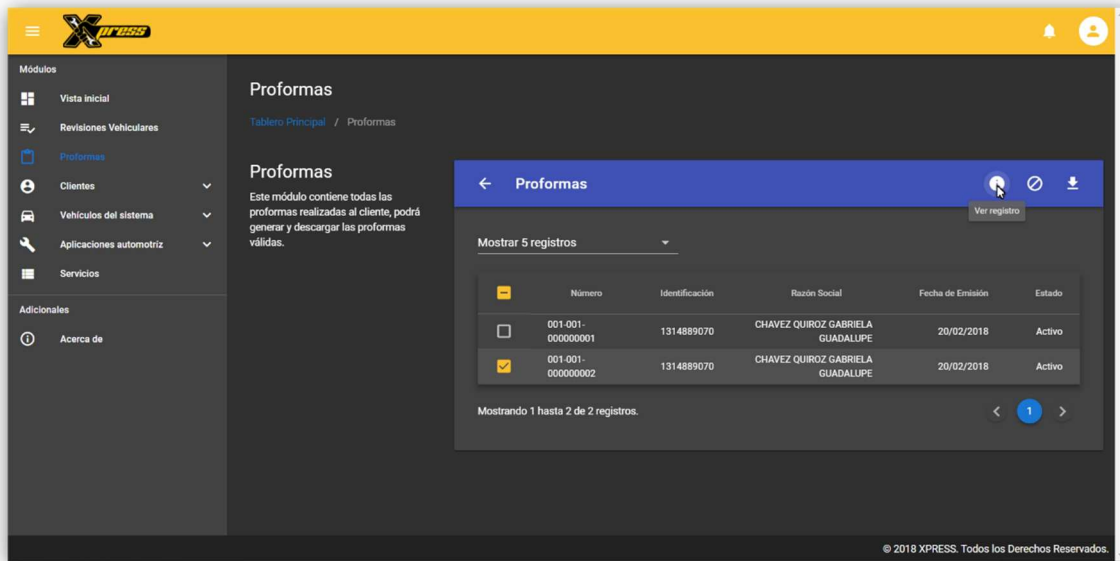 Xpress
Módulos
Vista inicial
Revisiones Vehiculares
Proformas
Clientes
Vehículos del sistema
Aplicaciones automotriz
Servicios
Adicionales
Acerca de
Proformas
Tablero Principal / Proformas
Proformas
Este módulo contiene todas las
proformas realizadas al cliente, podrá
generar y descargar las proformas
válidas.
Proformas
Ver registro
Mostrar 5 registros
Número Identificación Razón Social Fecha de Emisión Estado
001-001-
000000001 1314889070 CHAVEZ QUIROZ GABRIELA
GUADALUPE 20/02/2018 Activo
001-001-
000000002 1314889070 CHAVEZ QUIROZ GABRIELA
GUADALUPE 20/02/2018 Activo
Mostrando 1 hasta 2 de 2 registros.
1
© 2018 XPRESS. Todos los Derechos Reservados.